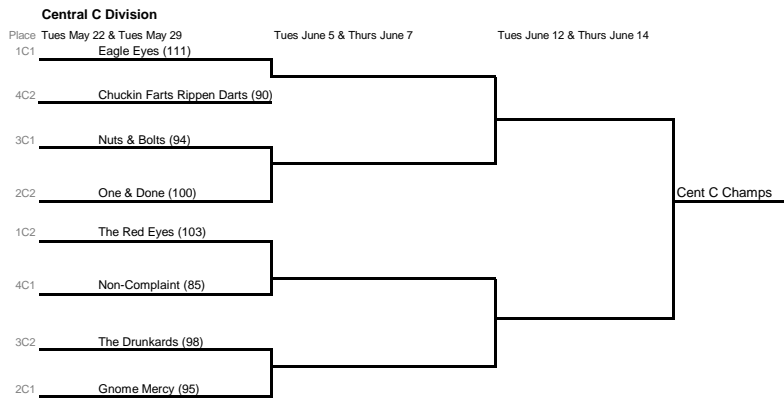 Central C Division
Place Tues May 22 & Tues May 29 Tues June 5 & Thurs June 7 Tues June 12 & Thurs June 14
1C1 Eagle Eyes (111)
4C2 Chuckin Farts Rippen Darts (90)
3C1 Nuts & Bolts (94)
2C2 One & Done (100)
Cent C Champs
1C2 The Red Eyes (103)
4C1 Non-Complaint (85)
3C2 The Drunkards (98)
2C1 Gnome Mercy (95)